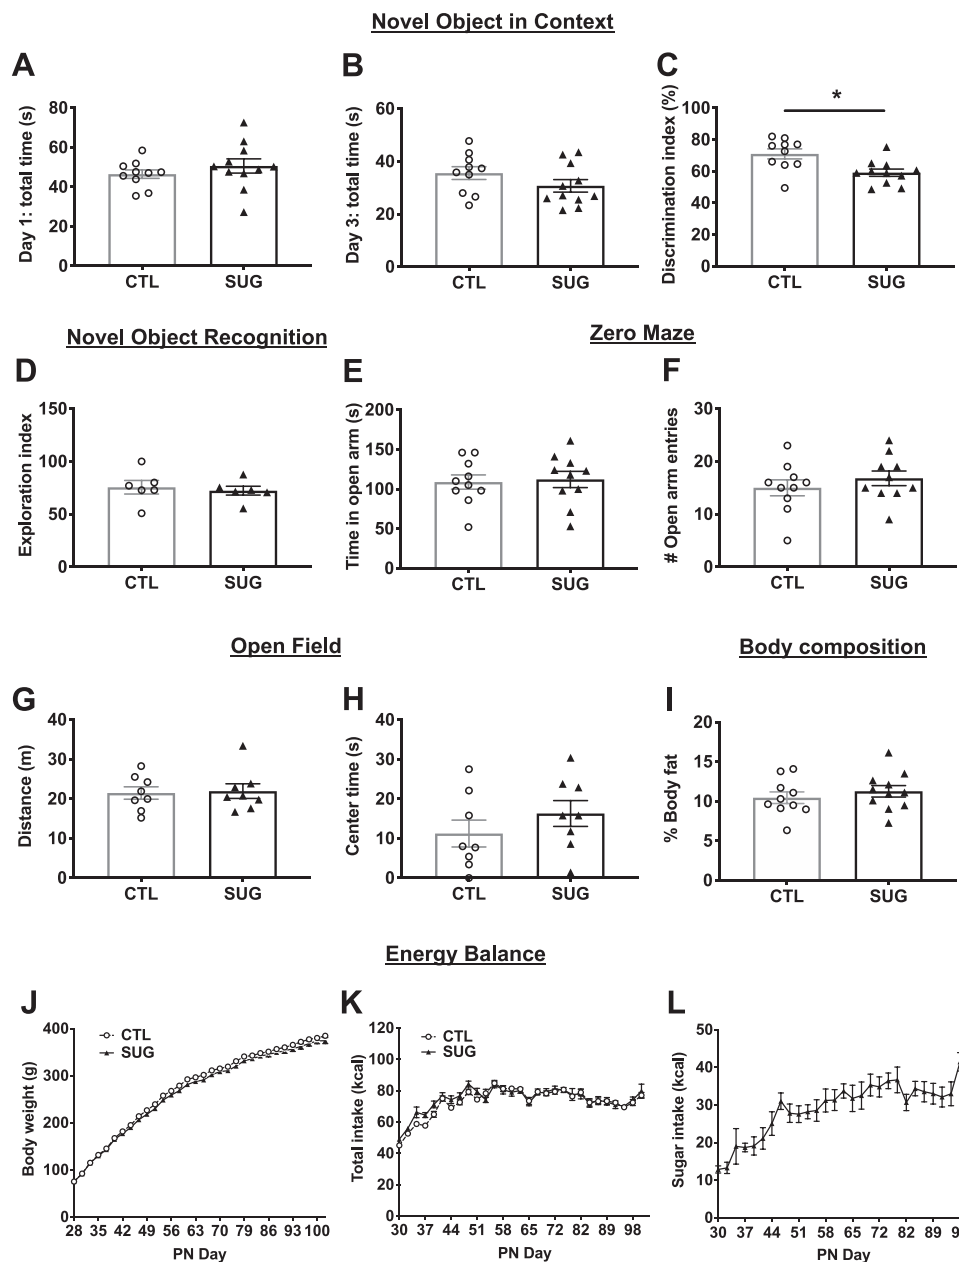 Novel Object in Context
A
Day 1: total time (s)
80
60
40
20
0
CTL
SUG
B
Day 3: total time (s)
60
40
20
0
CTL
SUG
C
Discrimination index (%)
100
80
60
40
20
0
*
CTL
SUG
Novel Object Recognition
Zero Maze
D
Exploration index
150
100
50
0
CTL
SUG
E
Time in open arm (s)
200
150
100
50
0
CTL
SUG
F
# Open arm entries
30
20
10
0
CTL
SUG
Open Field
Body composition
G
Distance (m)
40
30
20
10
0
CTL
SUG
H
Center time (s)
40
30
20
10
0
CTL
SUG
I
% Body fat
20
15
10
5
0
CTL
SUG
Energy Balance
J
Body weight (g)
400
300
200
100
0
CTL
SUG
28 35 42 49 56 63 70 79 86 93 100
PN Day
K
Total intake (kcal)
120
100
80
60
40
20
0
CTL
SUG
30 37 44 51 58 65 72 82 89 98
PN Day
L
Sugar intake (kcal)
50
40
30
20
10
0
30 37 44 51 58 65 72 82 89 9
PN Day